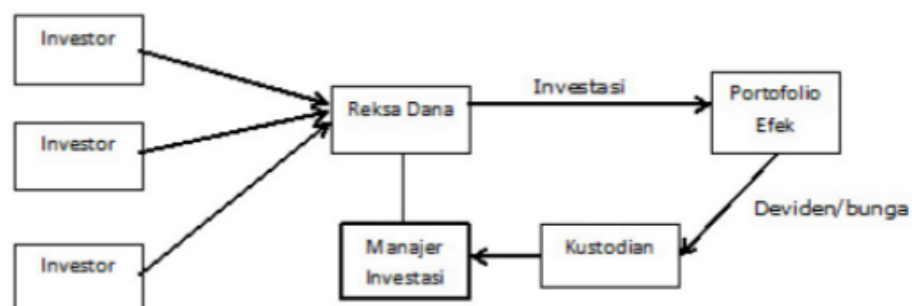 Investor
Investor
Investor
Reksa Dana
Investasi
Portofolio
Efek
Deviden/bunga
Kustodian
Manajer
Investasi